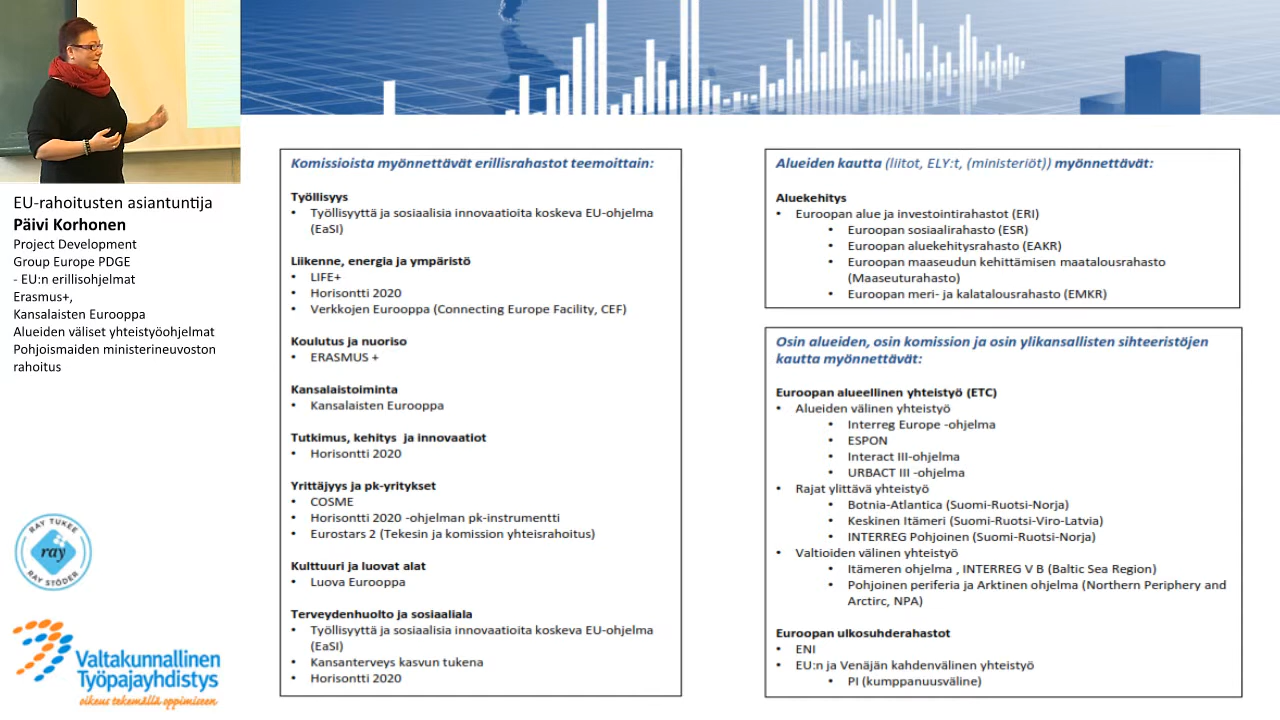 EU-rahoitusten asiantuntija
Päivi Korhonen
Project Development
Group Europe PDGE
- EU:n erillisohjelmat
Erasmus+,
Kansalaisten Eurooppa
Alueiden väliset yhteistyöohjelmat
Pohjoismaiden ministerineuvoston
rahoitus
RAY TUKEE
ray
RAY STÖDER
Valtakunnallinen
Työpajayhdistys
oikeus tekemällä oppimiseen
Komissioista myönnettävät erillisrahastot teemoittain:
Työllisyys
• Työllisyyttä ja sosiaalisia innovaatioita koskeva EU-ohjelma
(EaSI)
Liikenne, energia ja ympäristö
• LIFE+
• Horisontti 2020
• Verkkojen Eurooppa (Connecting Europe Facility, CEF)
Koulutus ja nuoriso
• ERASMUS +
Kansalaistoiminta
• Kansalaisten Eurooppa
Tutkimus, kehitys ja innovaatiot
• Horisontti 2020
Yrittäjyys ja pk-yritykset
• COSME
• Horisontti 2020 -ohjelman pk-instrumentti
• Eurostars 2 (Tekesin ja komission yhteisrahoitus)
Kulttuuri ja luovat alat
• Luova Eurooppa
Terveydenhuolto ja sosiaaliala
• Työllisyyttä ja sosiaalisia innovaatioita koskeva EU-ohjelma
(EaSI)
• Kansanterveys kasvun tukena
• Horisontti 2020
Alueiden kautta (liitot, ELY:t, (ministeriöt)) myönnettävät:
Aluekehitys
• Euroopan alue ja investointirahastot (ERI)
• Euroopan sosiaalirahasto (ESR)
• Euroopan aluekehitysrahasto (EAKR)
• Euroopan maaseudun kehittämisen maatalousrahasto
(Maaseuturahasto)
• Euroopan meri- ja kalatalousrahasto (EMKR)
Osin alueiden, osin komission ja osin ylikansallisten sihteeristöjen
kautta myönnettävät:
Euroopan alueellinen yhteistyö (ETC)
• Alueiden välinen yhteistyö
• Interreg Europe -ohjelma
• ESPON
• Interact III-ohjelma
• URBACT III -ohjelma
• Rajat ylittävä yhteistyö
• Botnia-Atlantica (Suomi-Ruotsi-Norja)
• Keskinen Itämeri (Suomi-Ruotsi-Viro-Latvia)
• INTERREG Pohjoinen (Suomi-Ruotsi-Norja)
• Valtioiden välinen yhteistyö
• Itämeren ohjelma , INTERREG V B (Baltic Sea Region)
• Pohjoinen periferia ja Arktinen ohjelma (Northern Periphery and
Arctirc, NPA)
Euroopan ulkosuhderahastot
• ENI
• EU:n ja Venäjän kahdenvälinen yhteistyö
• PI (kumppanuusväline)